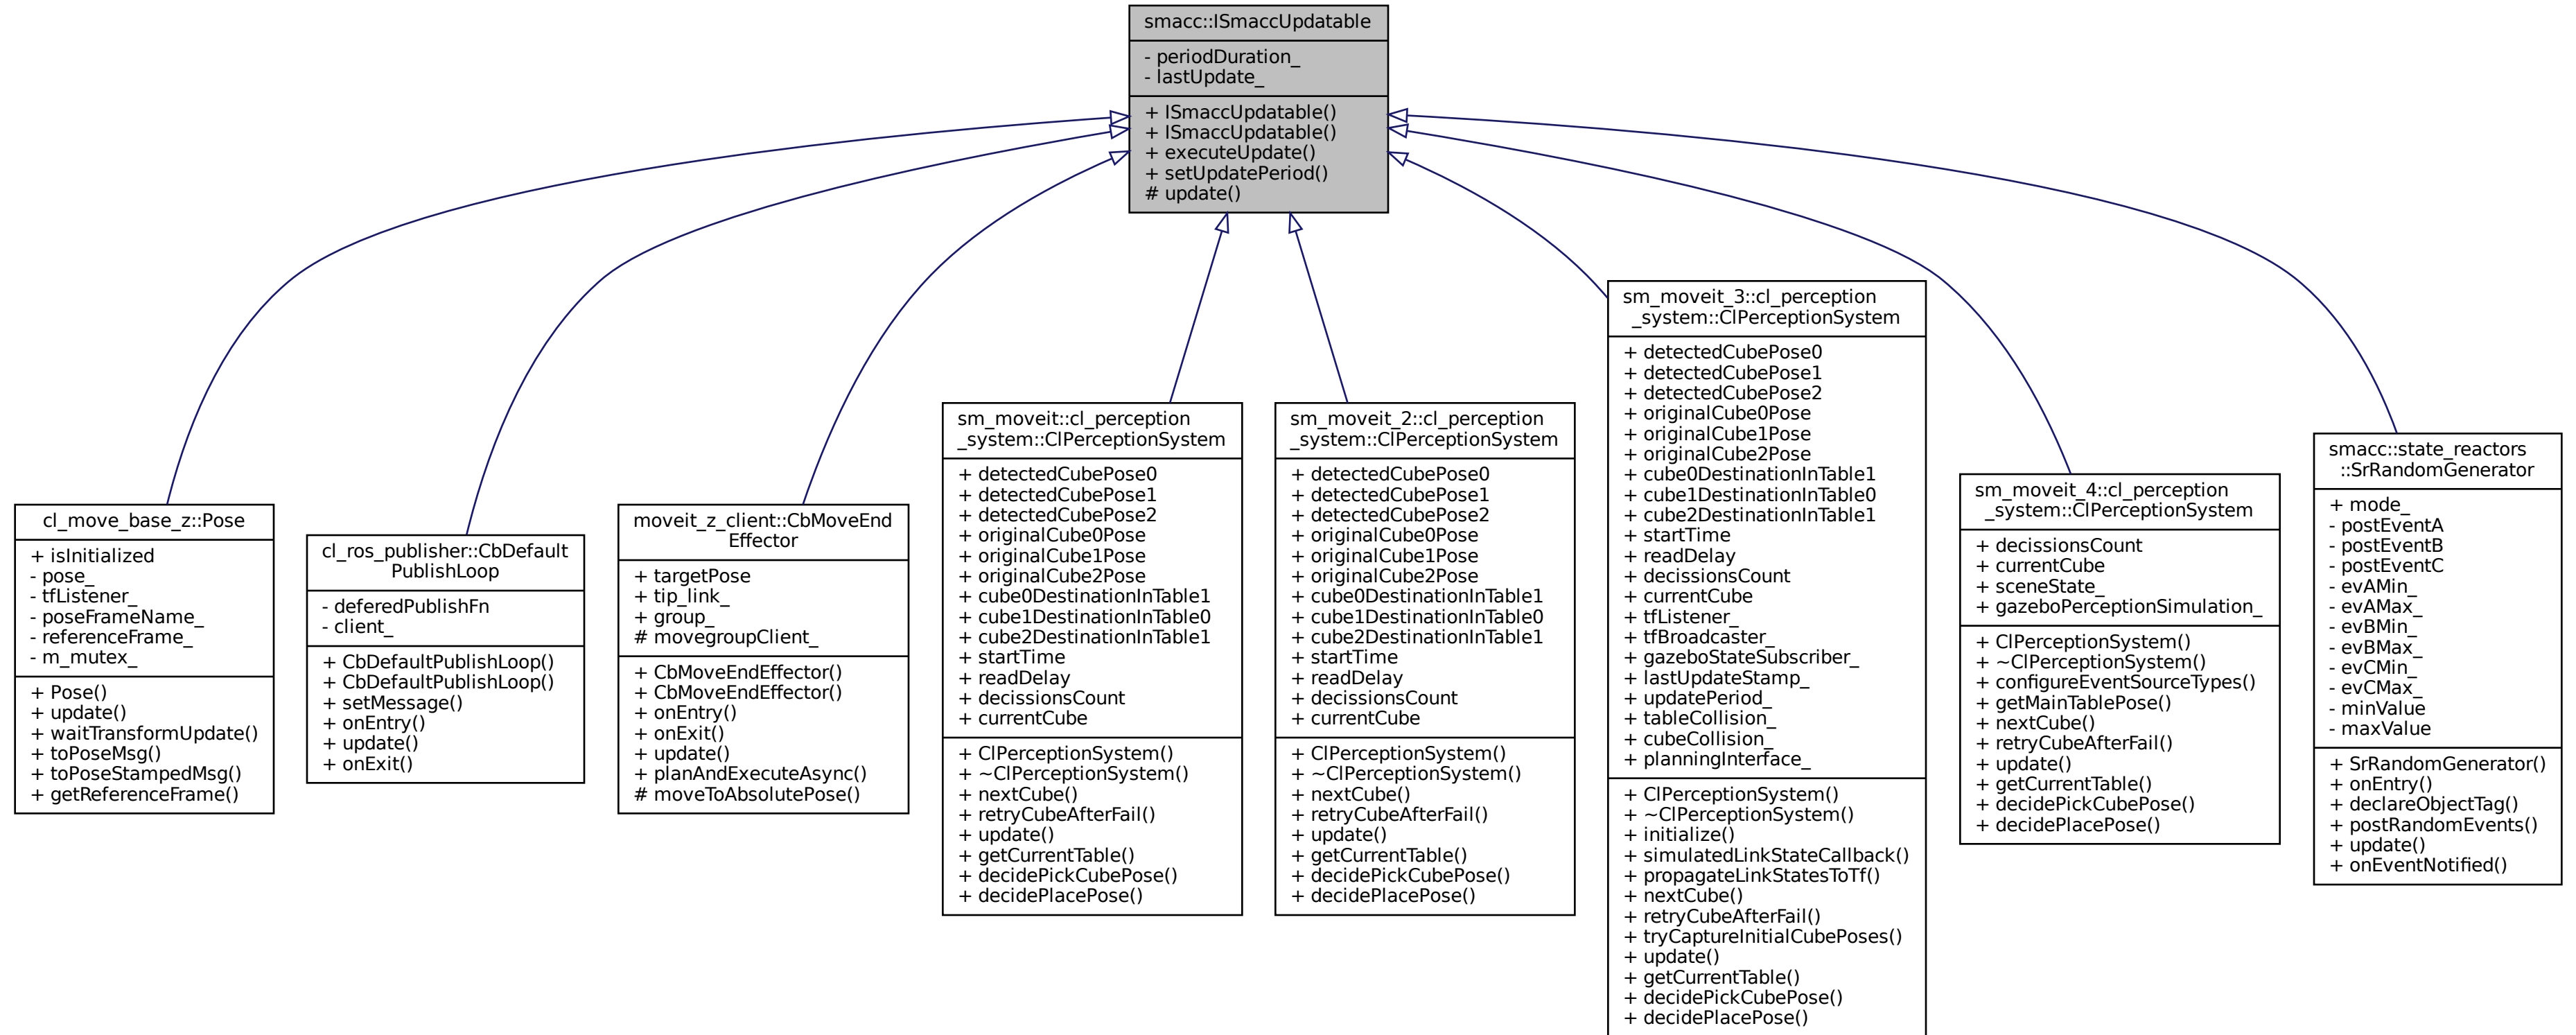 smacc::ISmaccUpdatable
- periodDuration_
- lastUpdate_
+ ISmaccUpdatable()
+ ISmaccUpdatable()
+ executeUpdate()
+ setUpdatePeriod()
# update()
cl_move_base_z::Pose
+ isInitialized
- pose_
- tfListener_
- poseFrameName_
- referenceFrame_
- m_mutex_
+ Pose()
+ update()
+ waitTransformUpdate()
+ toPoseMsg()
+ toPoseStampedMsg()
+ getReferenceFrame()
cl_ros_publisher::CbDefault
PublishLoop
- deferedPublishFn
- client_
+ CbDefaultPublishLoop()
+ CbDefaultPublishLoop()
+ setMessage()
+ onEntry()
+ update()
+ onExit()
moveit_z_client::CbMoveEnd
Effector
+ targetPose
+ tip_link_
+ group_
# movegroupClient_
+ CbMoveEndEffector()
+ CbMoveEndEffector()
+ onEntry()
+ onExit()
+ update()
+ planAndExecuteAsync()
# moveToAbsolutePose()
sm_moveit::cl_perception
_system::ClPerceptionSystem
+ detectedCubePose0
+ detectedCubePose1
+ detectedCubePose2
+ originalCube0Pose
+ originalCube1Pose
+ originalCube2Pose
+ cube0DestinationInTable1
+ cube1DestinationInTable0
+ cube2DestinationInTable1
+ startTime
+ readDelay
+ decissionsCount
+ currentCube
+ ClPerceptionSystem()
+ ~ClPerceptionSystem()
+ nextCube()
+ retryCubeAfterFail()
+ update()
+ getCurrentTable()
+ decidePickCubePose()
+ decidePlacePose()
sm_moveit_2::cl_perception
_system::ClPerceptionSystem
+ detectedCubePose0
+ detectedCubePose1
+ detectedCubePose2
+ originalCube0Pose
+ originalCube1Pose
+ originalCube2Pose
+ cube0DestinationInTable1
+ cube1DestinationInTable0
+ cube2DestinationInTable1
+ startTime
+ readDelay
+ decissionsCount
+ currentCube
+ ClPerceptionSystem()
+ ~ClPerceptionSystem()
+ nextCube()
+ retryCubeAfterFail()
+ update()
+ getCurrentTable()
+ decidePickCubePose()
+ decidePlacePose()
sm_moveit_3::cl_perception
_system::ClPerceptionSystem
+ detectedCubePose0
+ detectedCubePose1
+ detectedCubePose2
+ originalCube0Pose
+ originalCube1Pose
+ originalCube2Pose
+ cube0DestinationInTable1
+ cube1DestinationInTable0
+ cube2DestinationInTable1
+ startTime
+ readDelay
+ decissionsCount
+ currentCube
+ tfListener_
+ tfBroadcaster_
+ gazeboStateSubscriber_
+ lastUpdateStamp_
+ updatePeriod_
+ tableCollision_
+ cubeCollision_
+ planningInterface_
+ ClPerceptionSystem()
+ ~ClPerceptionSystem()
+ initialize()
+ simulatedLinkStateCallback()
+ propagateLinkStatesToTf()
+ nextCube()
+ retryCubeAfterFail()
+ tryCaptureInitialCubePoses()
+ update()
+ getCurrentTable()
+ decidePickCubePose()
+ decidePlacePose()
sm_moveit_4::cl_perception
_system::ClPerceptionSystem
+ decissionsCount
+ currentCube
+ sceneState_
+ gazeboPerceptionSimulation_
+ ClPerceptionSystem()
+ ~ClPerceptionSystem()
+ configureEventSourceTypes()
+ getMainTablePose()
+ nextCube()
+ retryCubeAfterFail()
+ update()
+ getCurrentTable()
+ decidePickCubePose()
+ decidePlacePose()
smacc::state_reactors
::SrRandomGenerator
+ mode_
- postEventA
- postEventB
- postEventC
- evAMin_
- evAMax_
- evBMin_
- evBMax_
- evCMin_
- evCMax_
- minValue
- maxValue
+ SrRandomGenerator()
+ onEntry()
+ declareObjectTag()
+ postRandomEvents()
+ update()
+ onEventNotified()